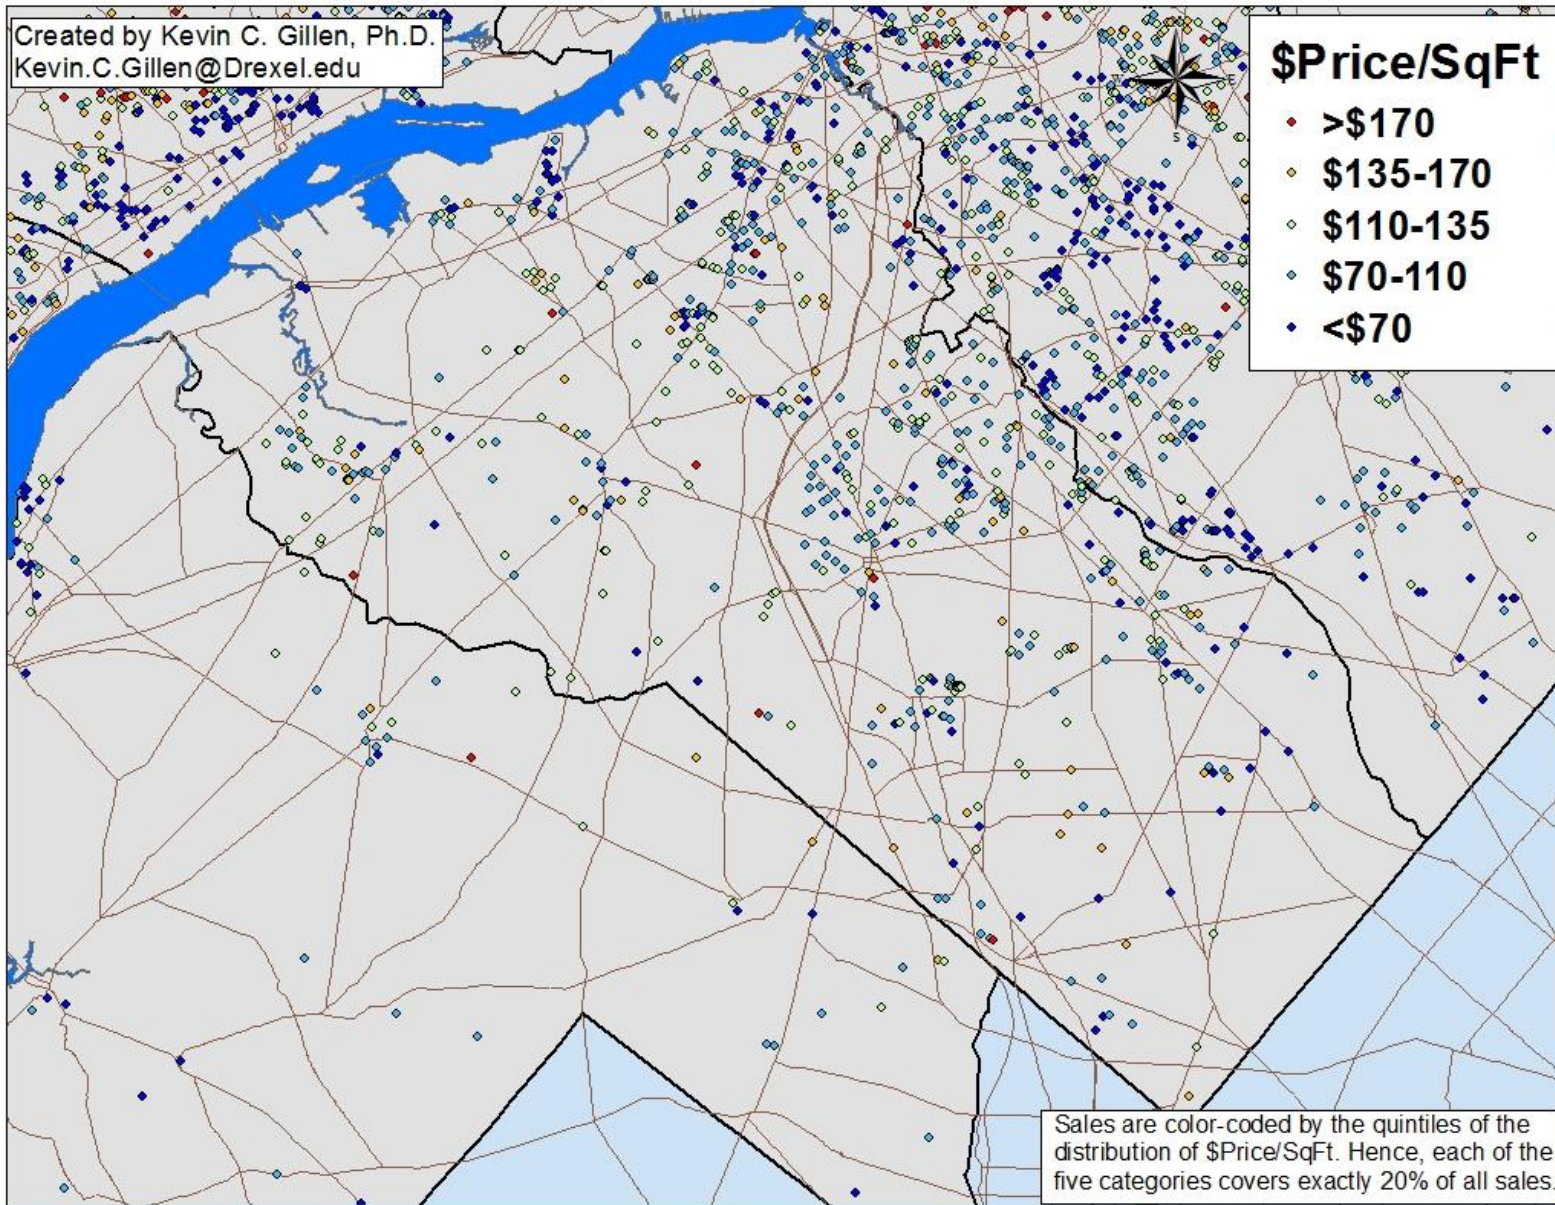 Created by Kevin C. Gillen, Ph.D.
Kevin.C.Gillen@Drexel.edu
$Price/SqFt
>$170
$135-170
$110-135
$70-110
<$70
E
S
Sales are color-coded by the quintiles of the
distribution of $Price/SqFt. Hence, each of the
five categories covers exactly 20% of all sales.